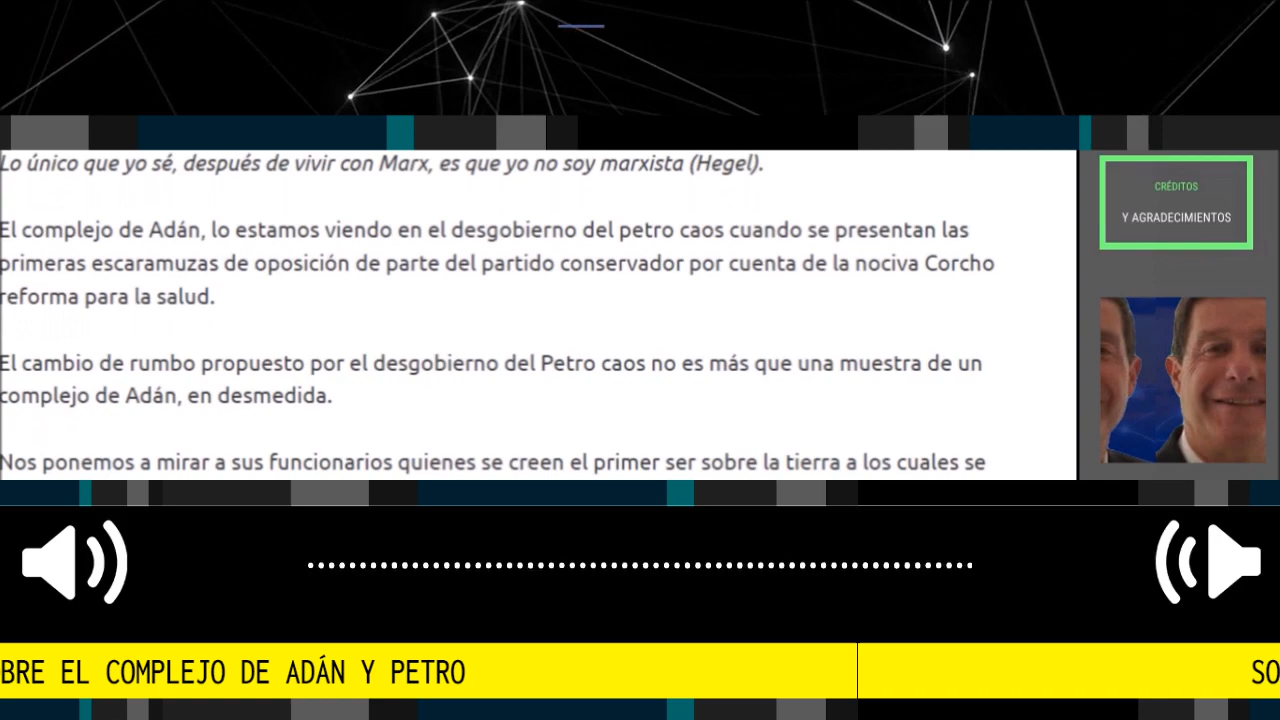 Lo único que yo sé, después de vivir con Marx, es que yo no soy marxista (Hegel).
El complejo de Adán, lo estamos viendo en el desgobierno del petro caos cuando se presentan las
primeras escaramuzas de oposición de parte del partido conservador por cuenta de la nociva Corcho
reforma para la salud.
El cambio de rumbo propuesto por el desgobierno del Petro caos no es más que una muestra de un
complejo de Adán, en desmedida.
Nos ponemos a mirar a sus funcionarios quienes se creen el primer ser sobre la tierra a los cuales se
CRÉDITOS
Y AGRADECIMIENTOS
BRE EL COMPLEJO DE ADÁN Y PETRO
SO